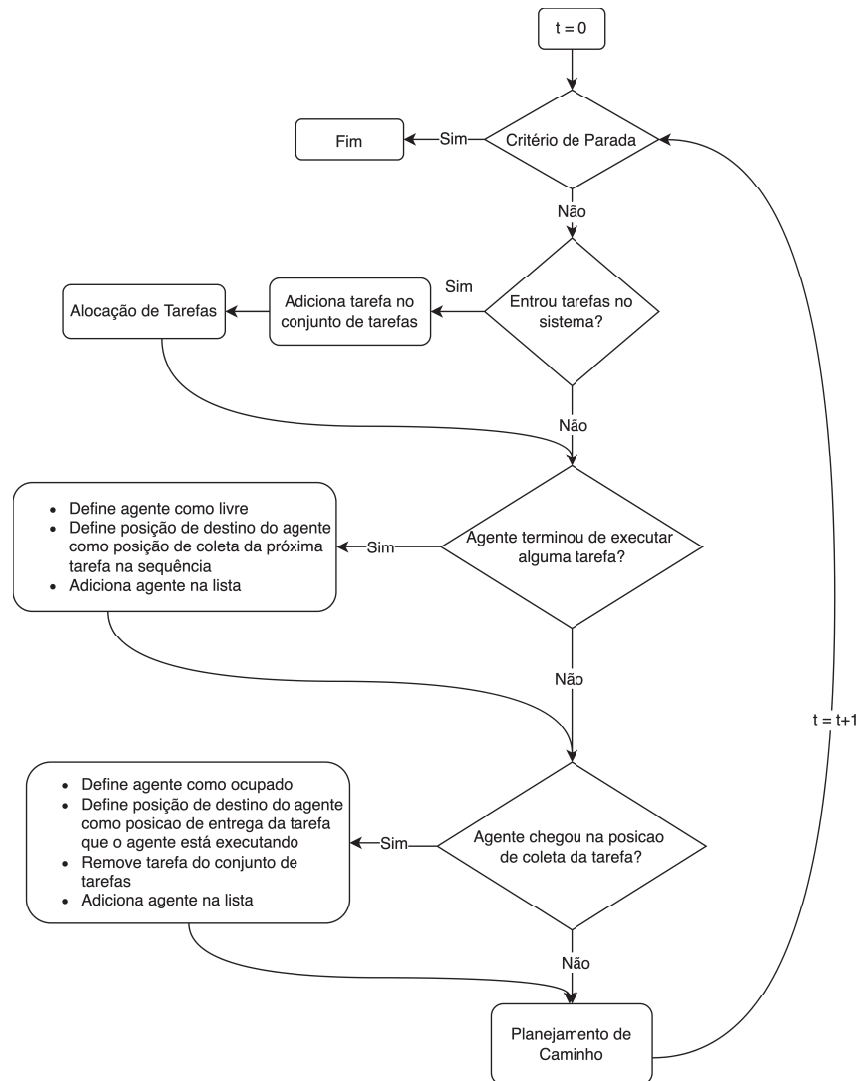 t = 0
Critério de Parada
Sim
Fim
Não
Entrou tarefas no
sistema?
Sim
Adiciona tarefa no
conjunto de tarefas
Alocação de Tarefas
Não
Agente terminou de executar
alguma tarefa?
Sim
• Define agente como livre
• Define posição de destino do agente
como posição de coleta da próxima
tarefa na sequência
• Adiciona agente na lista
Não
t = t+1
Agente chegou na posicao
de coleta da tarefa?
Sim
• Define agente como ocupado
• Define posição de destino do agente
como posicao de entrega da tarefa
que o agente está executando
• Remove tarefa do conjunto de
tarefas
• Adiciona agente na lista
Não
Planejamento de
Caminho